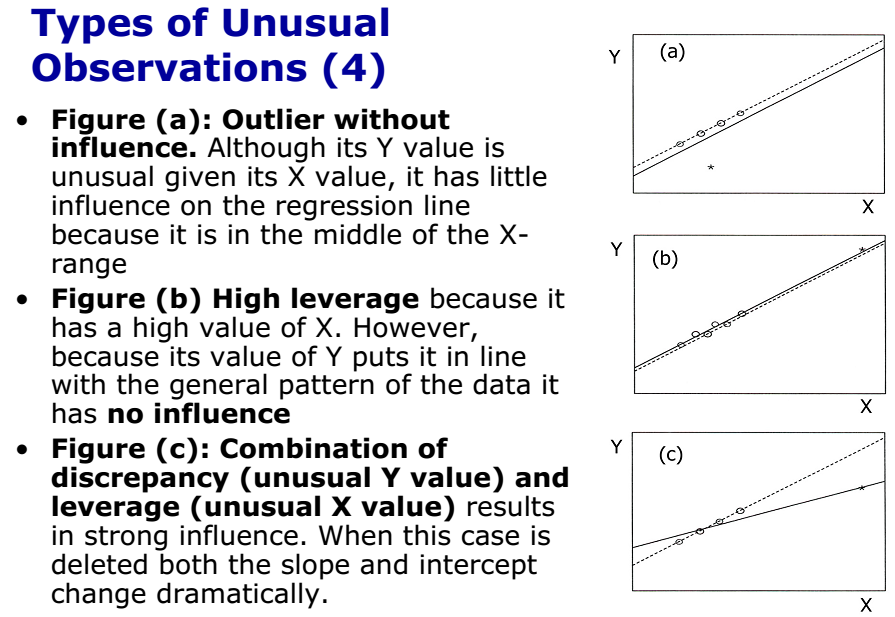 Types of Unusual
Observations (4)
• Figure (a): Outlier without
influence. Although its Y value is
unusual given its X value, it has little
influence on the regression line
because it is in the middle of the X-
range
• Figure (b) High leverage because it
has a high value of X. However,
because its value of Y puts it in line
with the general pattern of the data it
has no influence
• Figure (c): Combination of
discrepancy (unusual Y value) and
leverage (unusual X value) results
in strong influence. When this case is
deleted both the slope and intercept
change dramatically.
Y
(a)
X
Y
(b)
X
Y
(c)
X